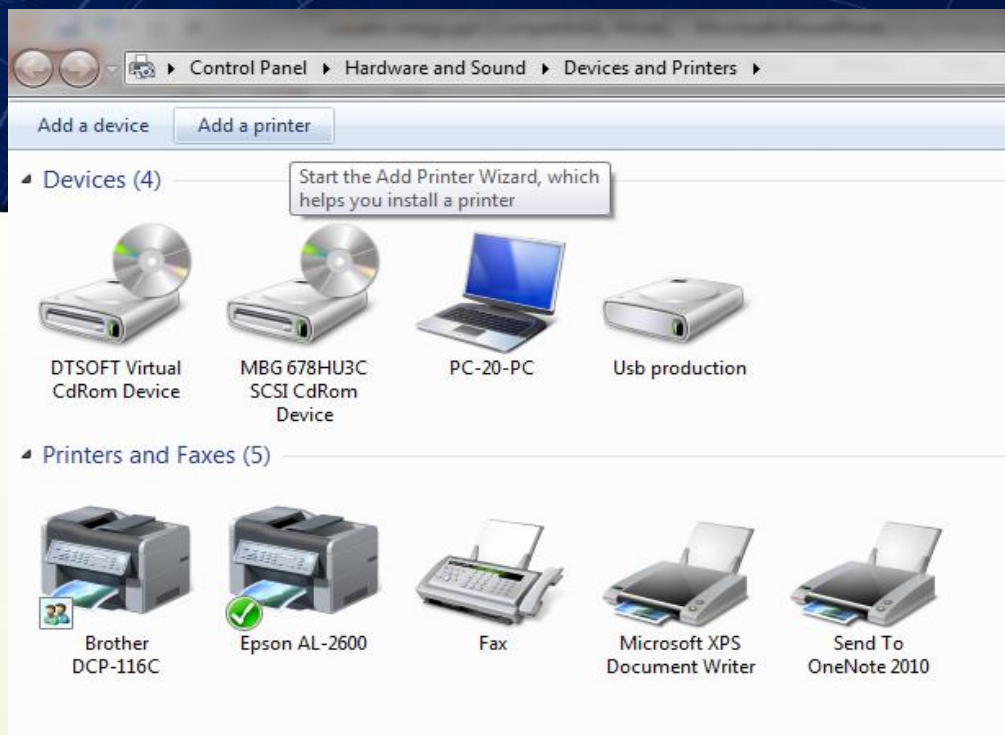 Control Panel ▸ Hardware and Sound ▸ Devices and Printers ▸
Add a device
Add a printer
Devices (4)
Start the Add Printer Wizard, which
helps you install a printer
DTSOFT Virtual
CdRom Device
MBG 678HU3C
SCSI CdRom
Device
PC-20-PC
Usb production
Printers and Faxes (5)
Brother
DCP-116C
Epson AL-2600
Fax
Microsoft XPS
Document Writer
Send To
OneNote 2010